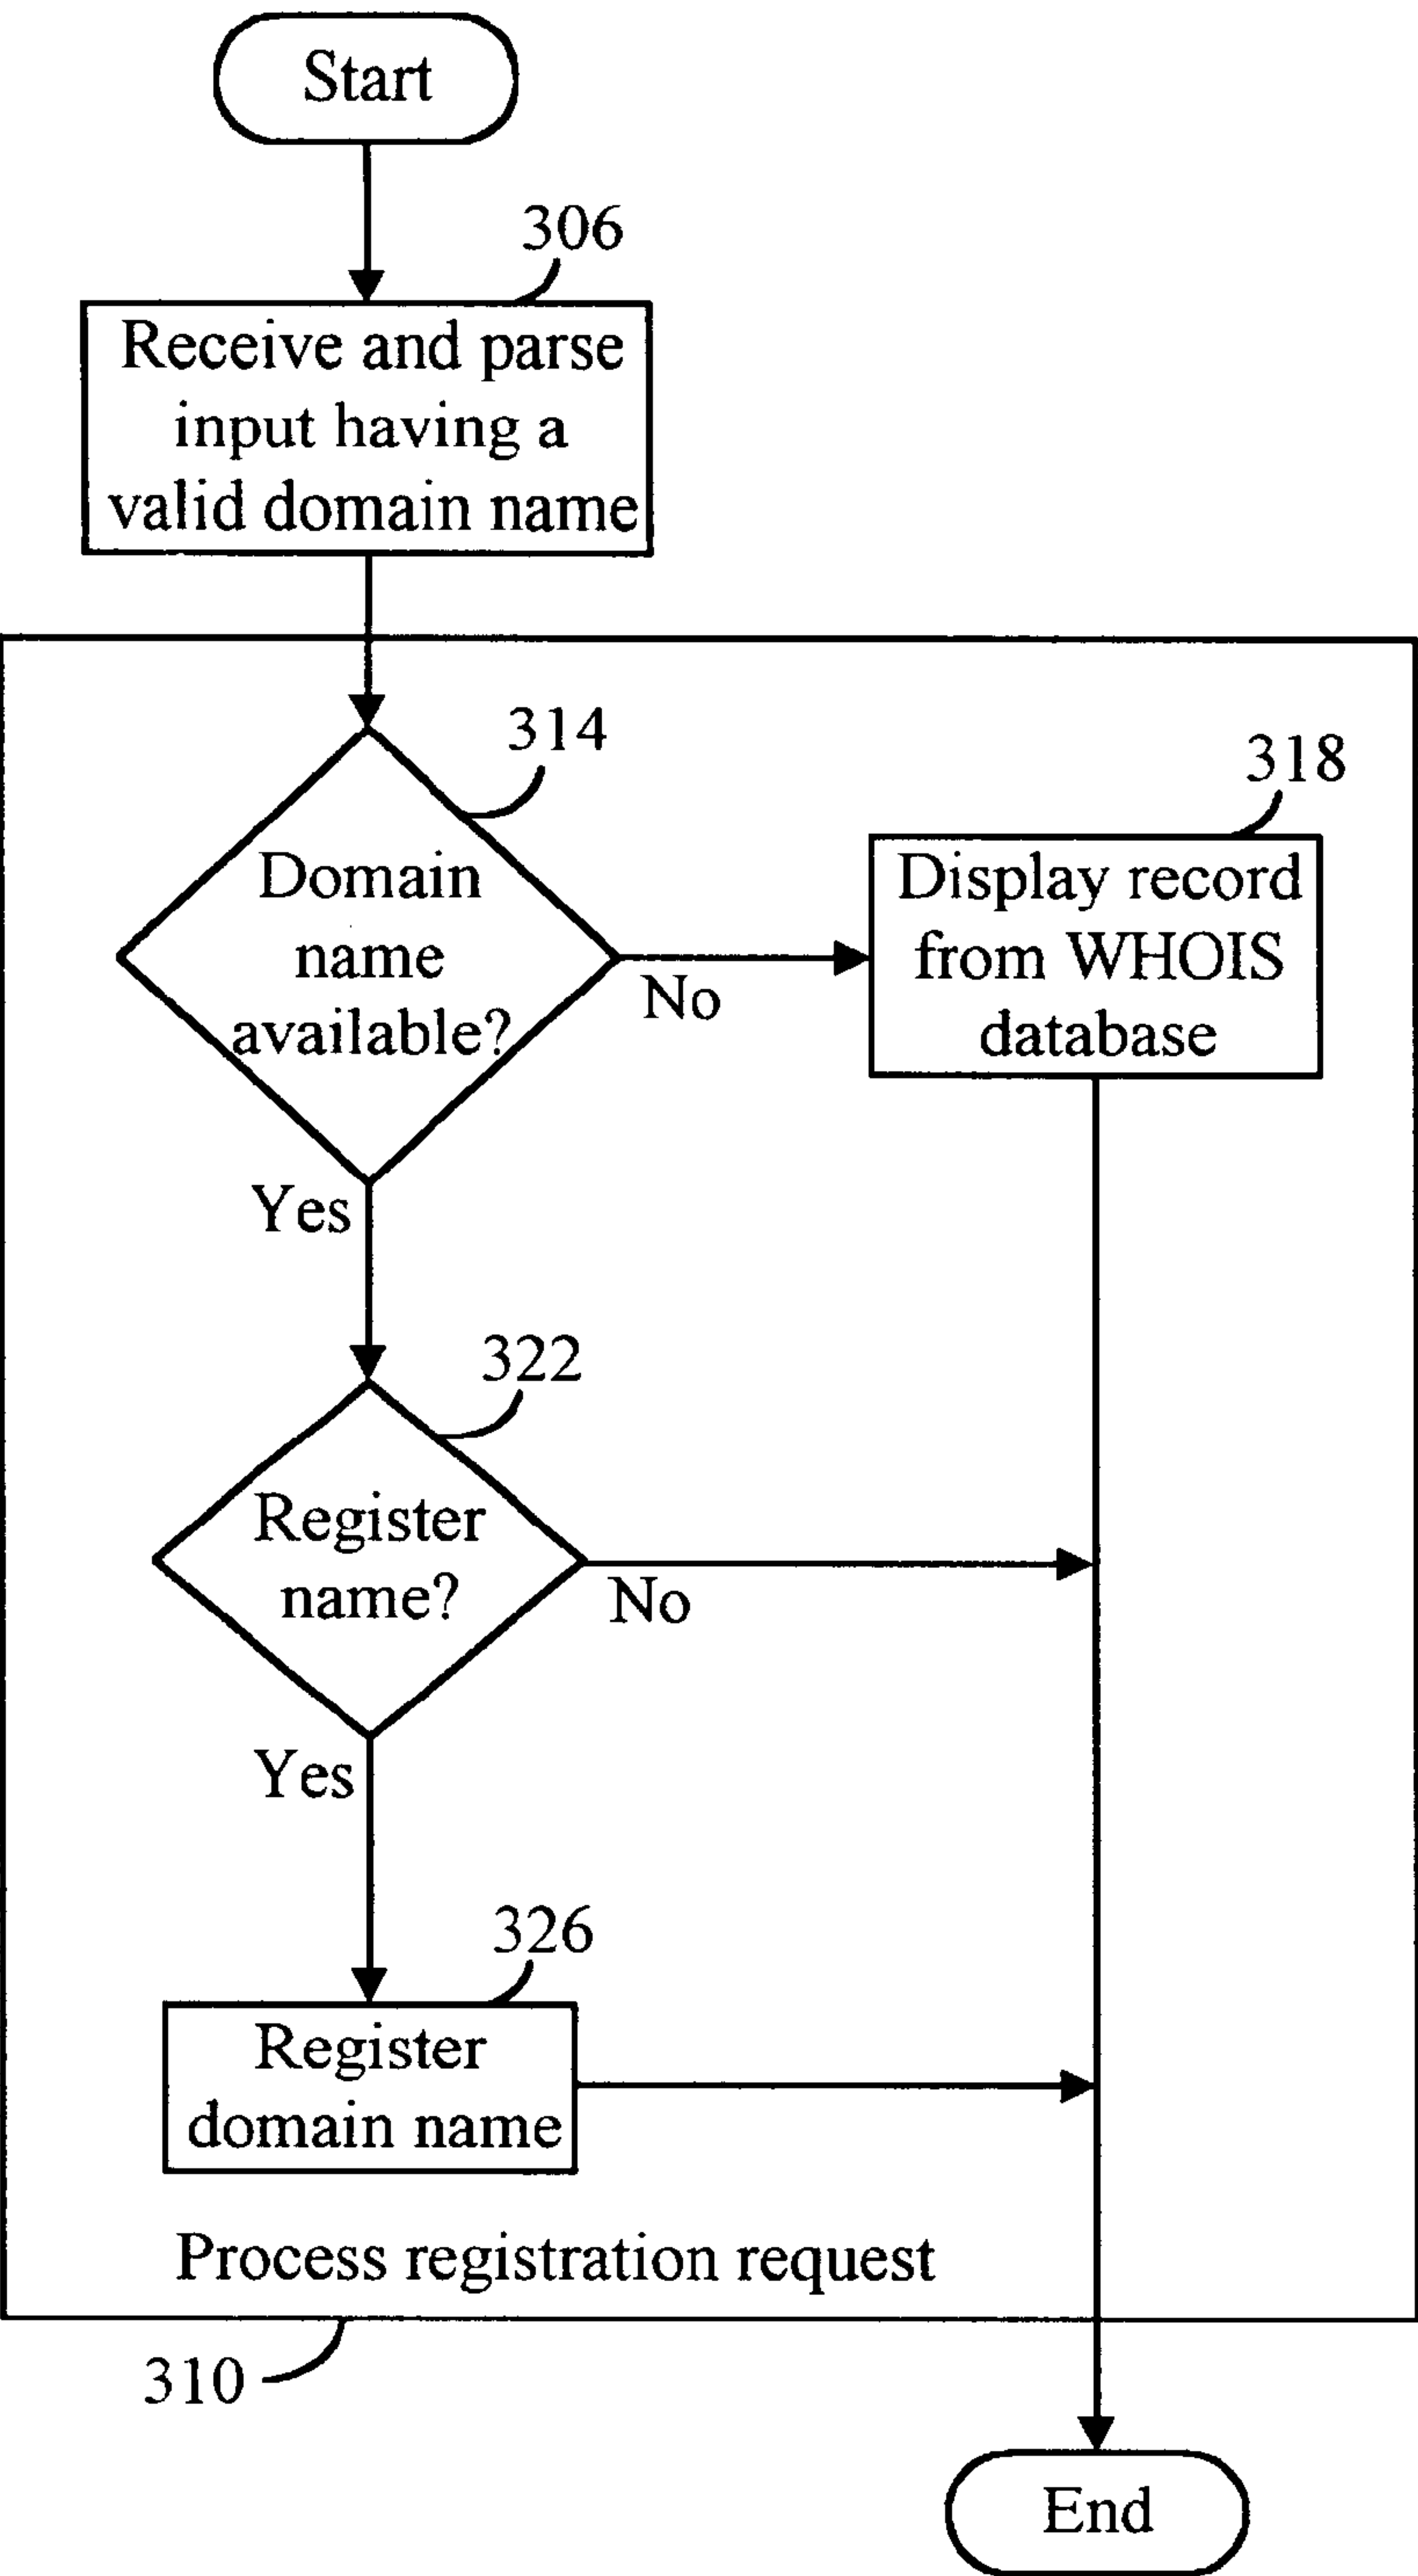 Start
306
Receive and parse
input having a
valid domain name
314
318
Domain
name
available?
No
Display record
from WHOIS
database
Yes
322
Register
name?
No
Yes
326
Register
domain name
Process registration request
310
End